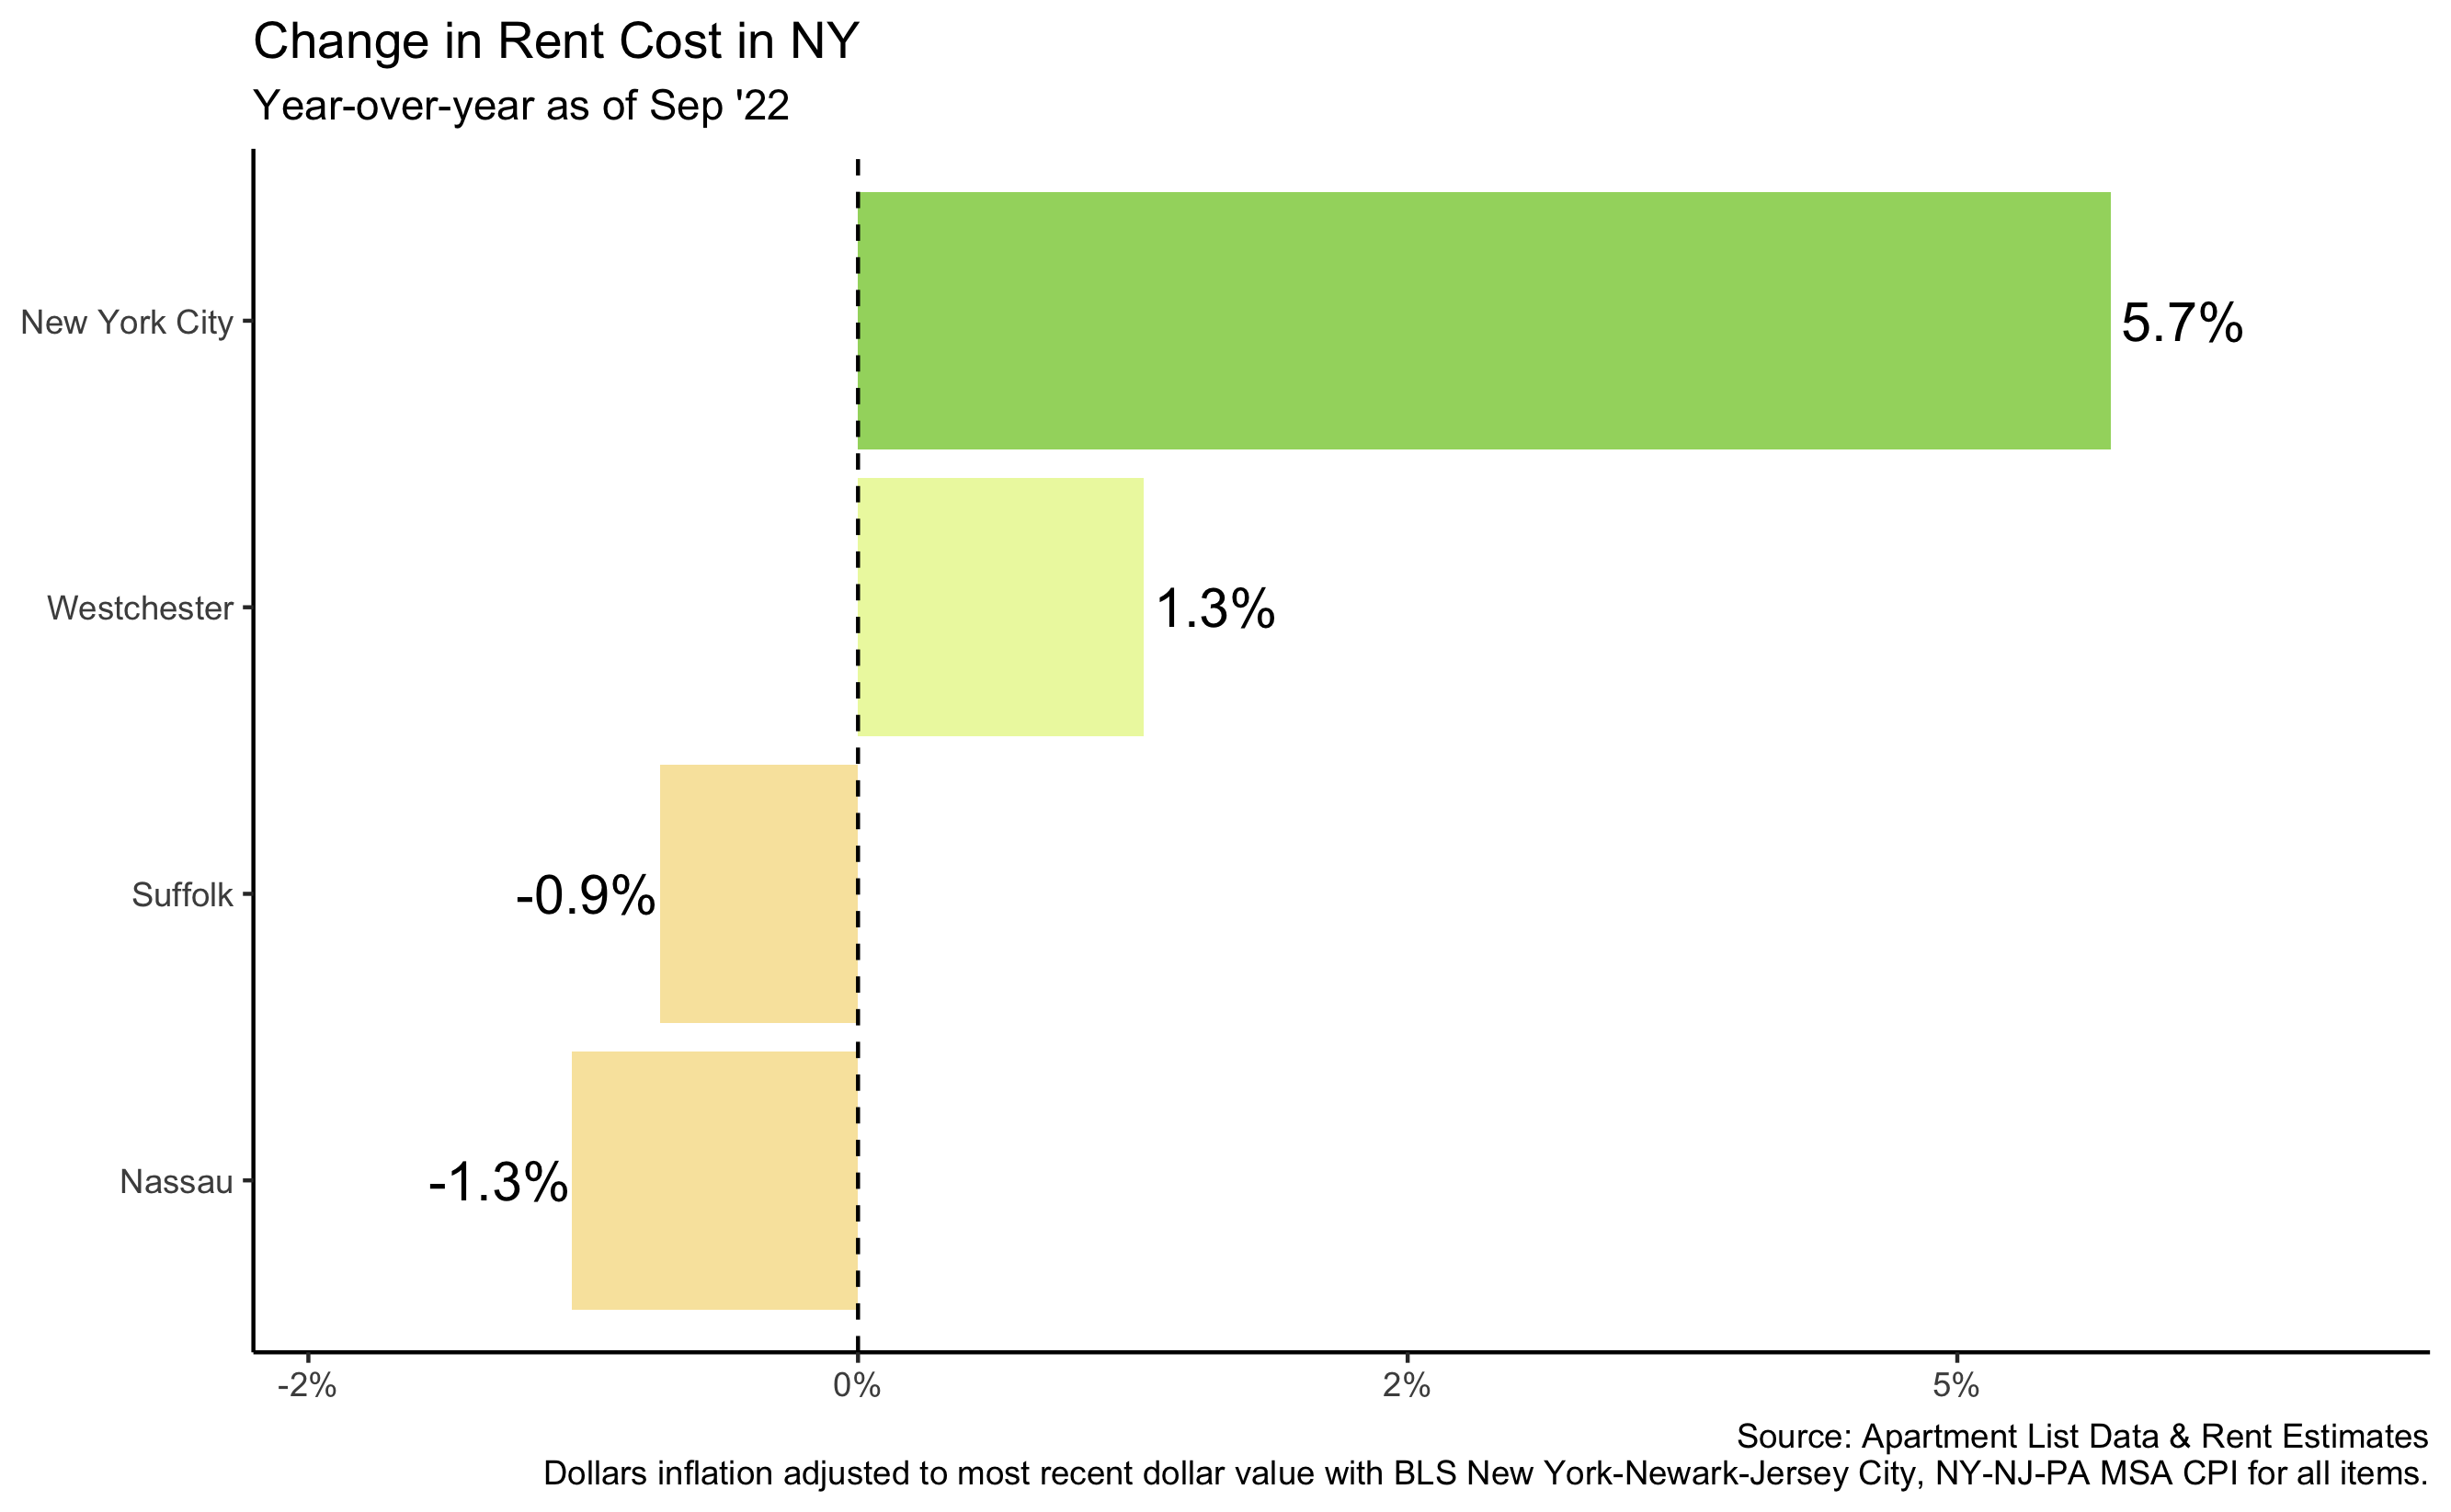 Change in Rent Cost in NY
Year-over-year as of Sep '22
New York City
5.7%
Westchester
1.3%
Suffolk
-0.9%
Nassau
-1.3%
-2%
0%
2%
5%
Source: Apartment List Data & Rent Estimates
Dollars inflation adjusted to most recent dollar value with BLS New York-Newark-Jersey City, NY-NJ-PA MSA CPI for all items.